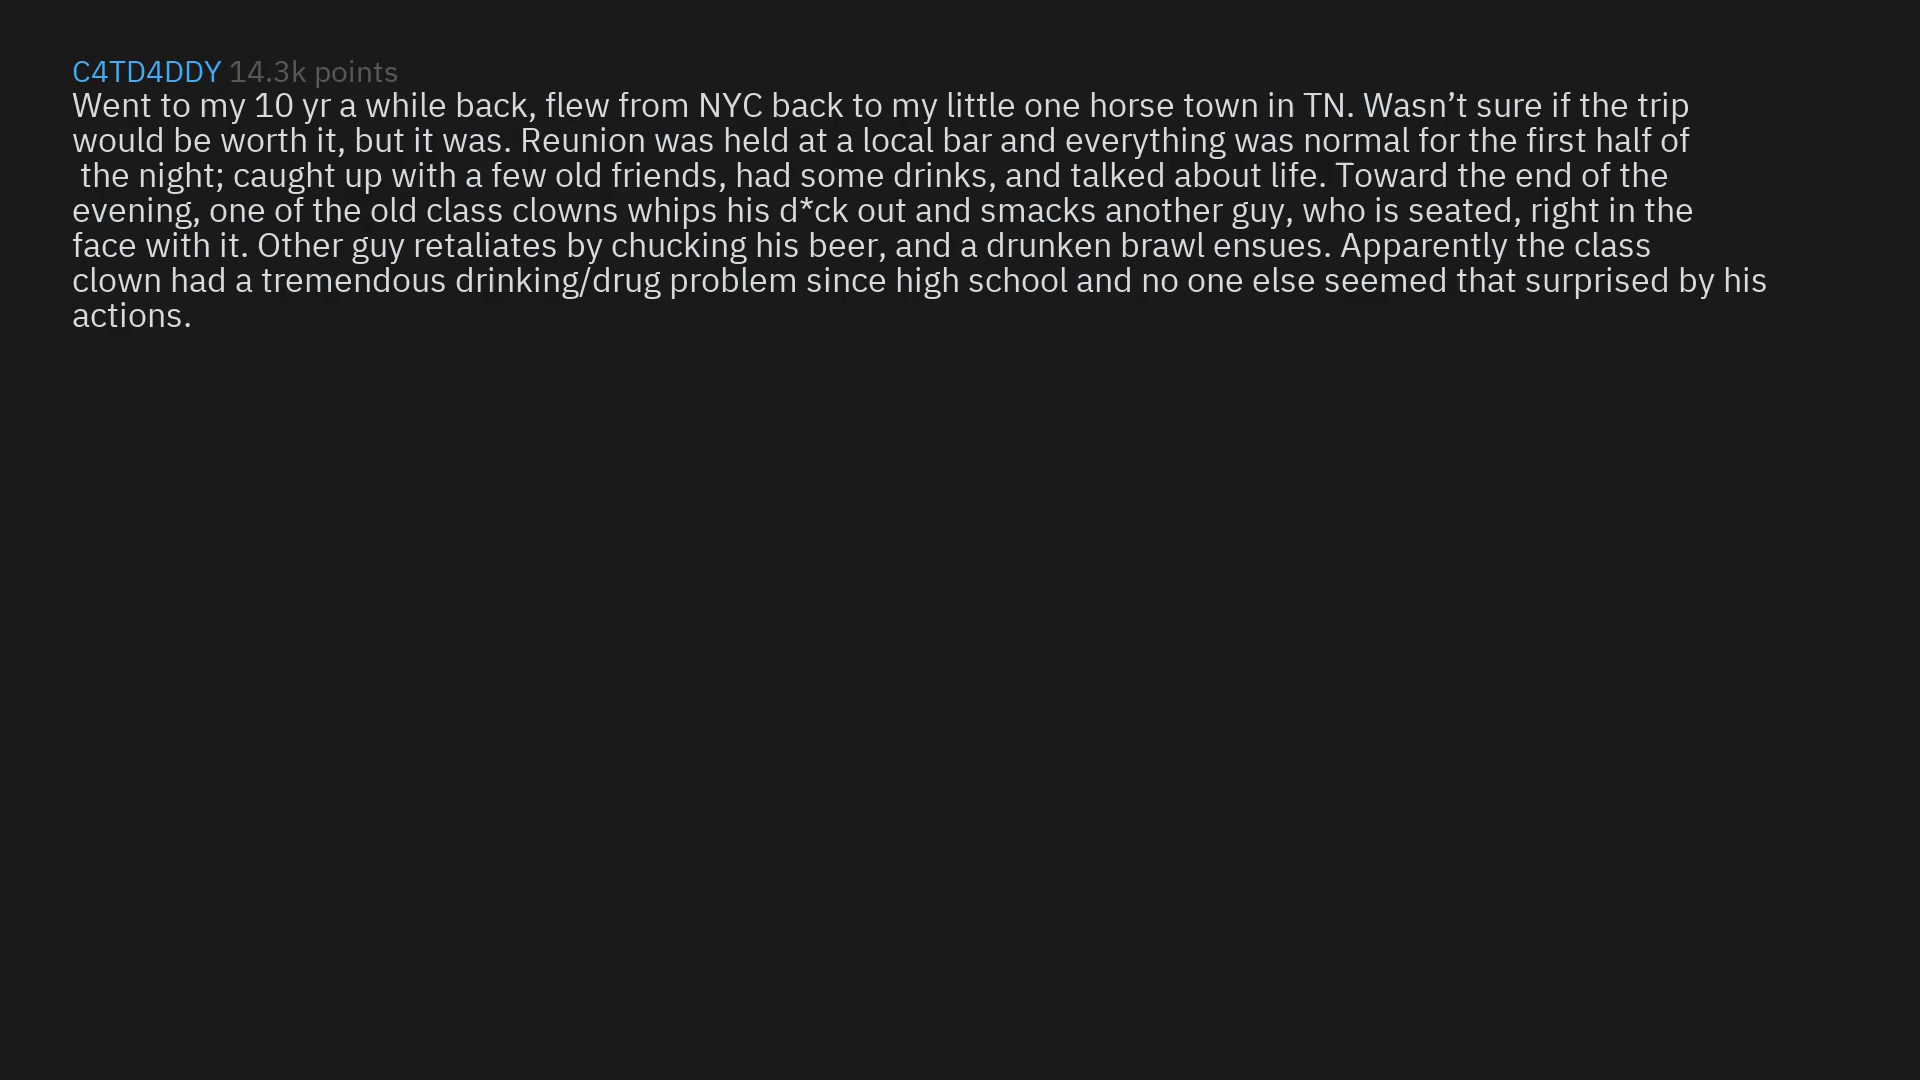 C4TD4DDY 14.3k points
Went to my 10 yr a while back, flew from NYC back to my little one horse town in TN. Wasn’t sure if the trip
would be worth it, but it was. Reunion was held at a local bar and everything was normal for the first half of
the night; caught up with a few old friends, had some drinks, and talked about life. Toward the end of the
evening, one of the old class clowns whips his d*ck out and smacks another guy, who is seated, right in the
face with it. Other guy retaliates by chucking his beer, and a drunken brawl ensues. Apparently the class
clown had a tremendous drinking/drug problem since high school and no one else seemed that surprised by his
actions.